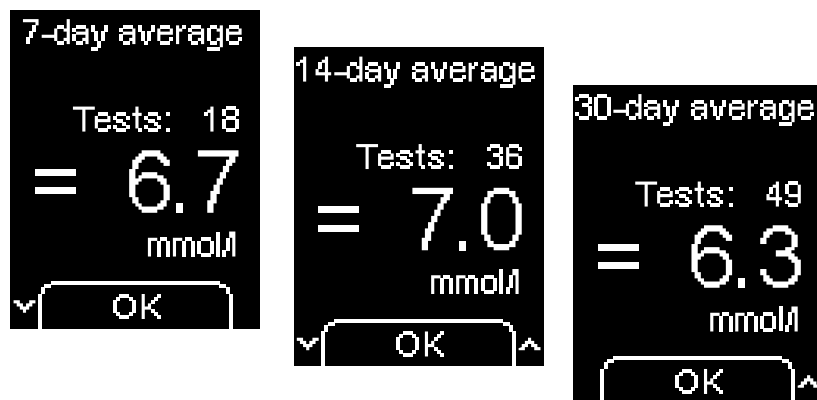 7-day average
Tests: 18
= 6.7
mmol/l
OK
14-day average
Tests: 36
= 7.0
mmol/l
OK
30-day average
Tests: 49
= 6.3
mmol/l
OK